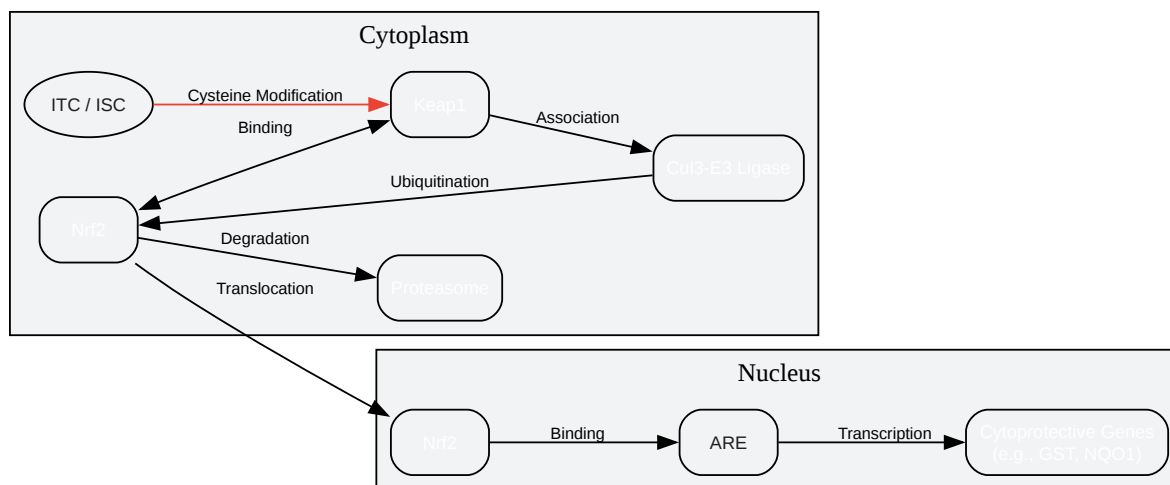 Cytoplasm
ITC / ISC
Cysteine Modification
Keap1
Association
Binding
Cul3-E3 Ligase
Ubiquitination
Nrf2
Degradation
Translocation
Proteasome
Nucleus
Nrf2
Binding
ARE
Transcription
Cytoprotective Genes
(e.g., GST, NQO1)